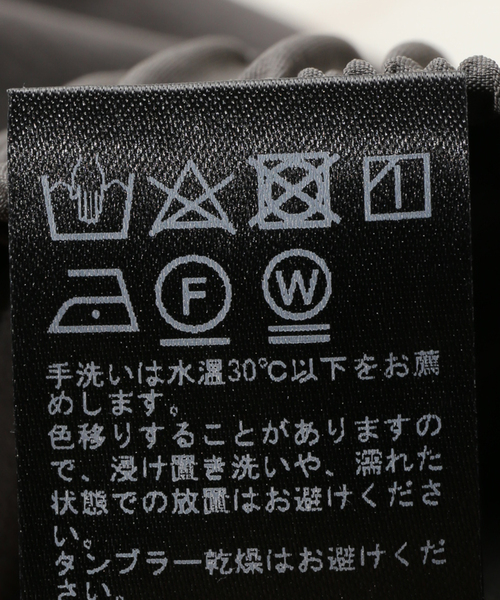 F W
手洗いは水温30℃以下をお薦
めします。
色移りすることがありますの
で、浸け置き洗いや、濡れた
状態での放置はお避けくださ
い。
タンブラー乾燥はお避けくだ
さい。